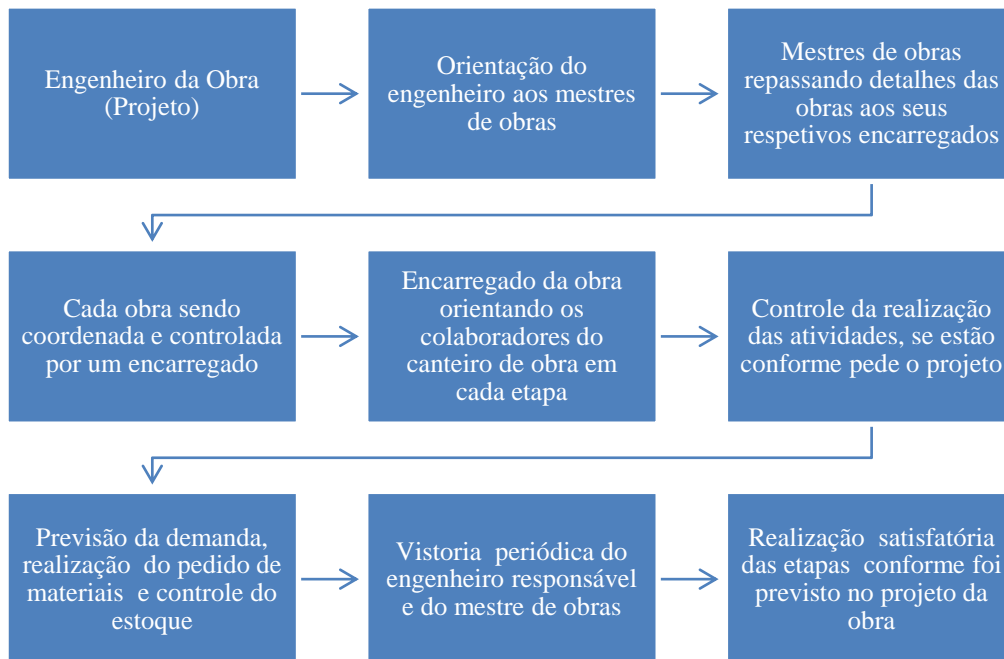 Engenheiro da Obra
(Projeto)
Orientação do
engenheiro aos mestres
de obras
Mestres de obras
repassando detalhes das
obras aos seus
respetivos encarregados
Cada obra sendo
coordenada e controlada
por um encarregado
Encarregado da obra
orientando os
colaboradores do
canteiro de obra em
cada etapa
Controle da realização
das atividades, se estão
conforme pede o projeto
Previsão da demanda,
realização do pedido de
materiais e controle do
estoque
Vistoria periódica do
engenheiro responsável
e do mestre de obras
Realização satisfatória
das etapas conforme foi
previsto no projeto da
obra